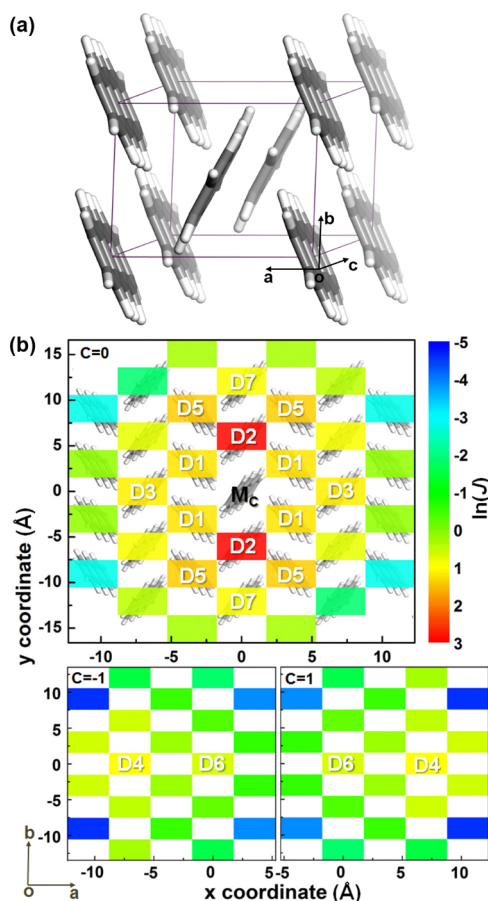 (a)
b
a
o
c
(b)
C=0
15
10
5
0
-5
-10
-15
D7
D5
D5
D2
D1
D1
D3
Mc
D3
D1
D1
D2
D5
D5
D7
-10
-5
0
5
10
y coordinate (Å)
-5
-4
-3
-2
-1
0
1
2
3
ln(J)
C=-1
10
5
0
-5
-10
D4
D6
-10
-5
0
5
C=1
D6
D4
-5
0
5
10
x coordinate (Å)
b
o
a